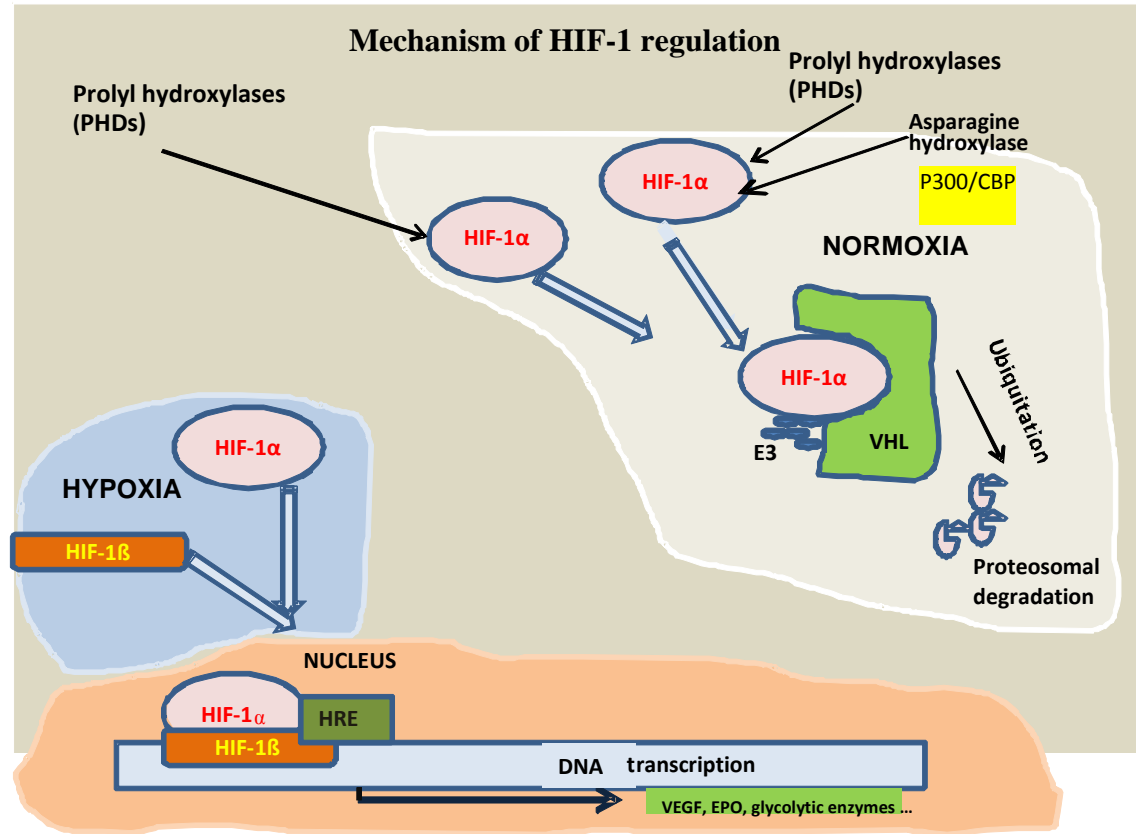 Mechanism of HIF-1 regulation
Prolyl hydroxylases
(PHDs)
Prolyl hydroxylases
(PHDs)
Asparagine
hydroxylase
P300/CBP
HIF-1α
HIF-1α
NORMOXIA
HIF-1α
E3
VHL
Ubiquitation
Proteosomal
degradation
HIF-1α
HYPOXIA
HIF-1ß
NUCLEUS
HIF-1α
HRE
HIF-1ß
DNA transcription
VEGF, EPO, glycolytic enzymes ...